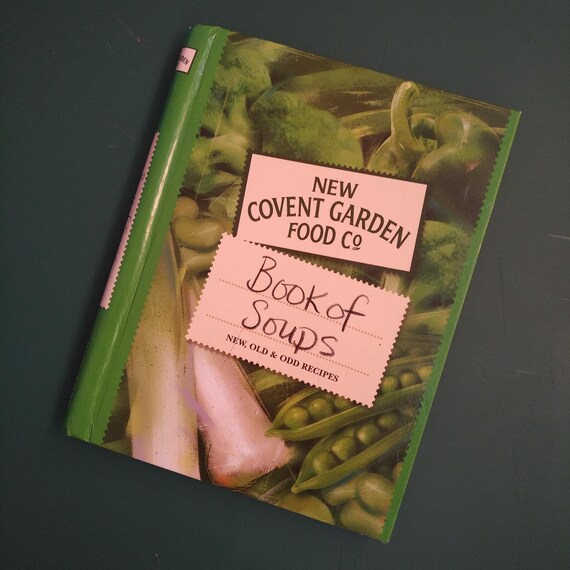 NEW
COVENT GARDEN
FOOD Co
Book of
Soups
NEW, OLD & ODD RECIPES